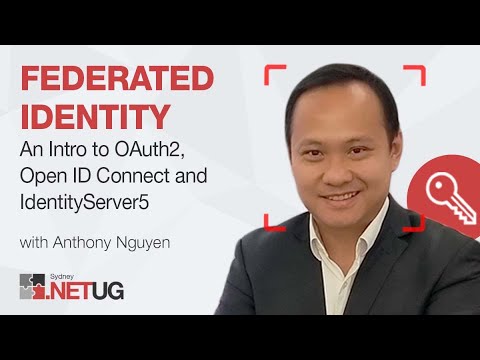 FEDERATED
IDENTITY
An Intro to OAuth2,
Open ID Connect and
IdentityServer5
with Anthony Nguyen
Sydney
.NETUG